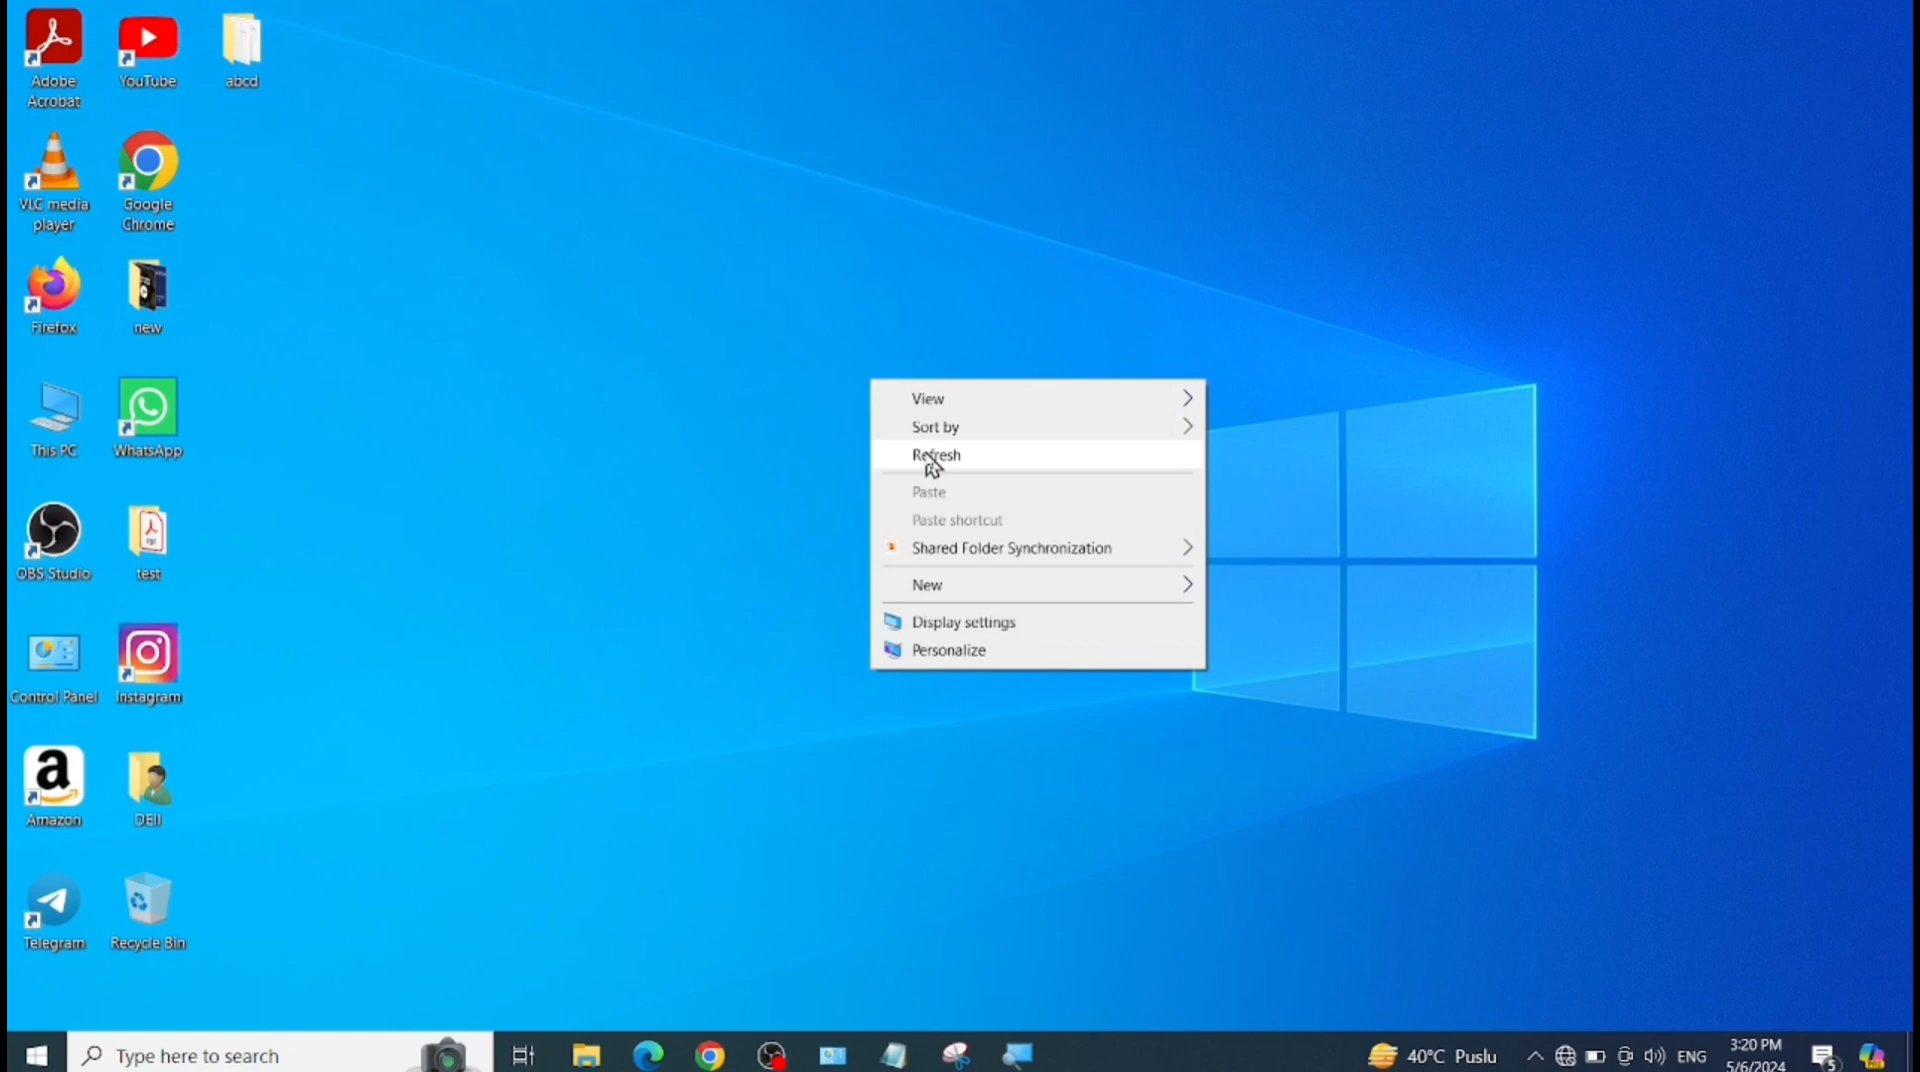 Adobe
Acrobat
YouTube
abcd
VLC media
player
Google
Chrome
Firefox
new
This PC
WhatsApp
OBS Studio
test
Control Panel
Instagram
Amazon
DEll
Telegram
Recycle Bin
View
Sort by
Refresh
Paste
Paste shortcut
Shared Folder Synchronization
New
Display settings
Personalize
Type here to search
40°C Puslu
ENG
3:20 PM
5/6/2024
5